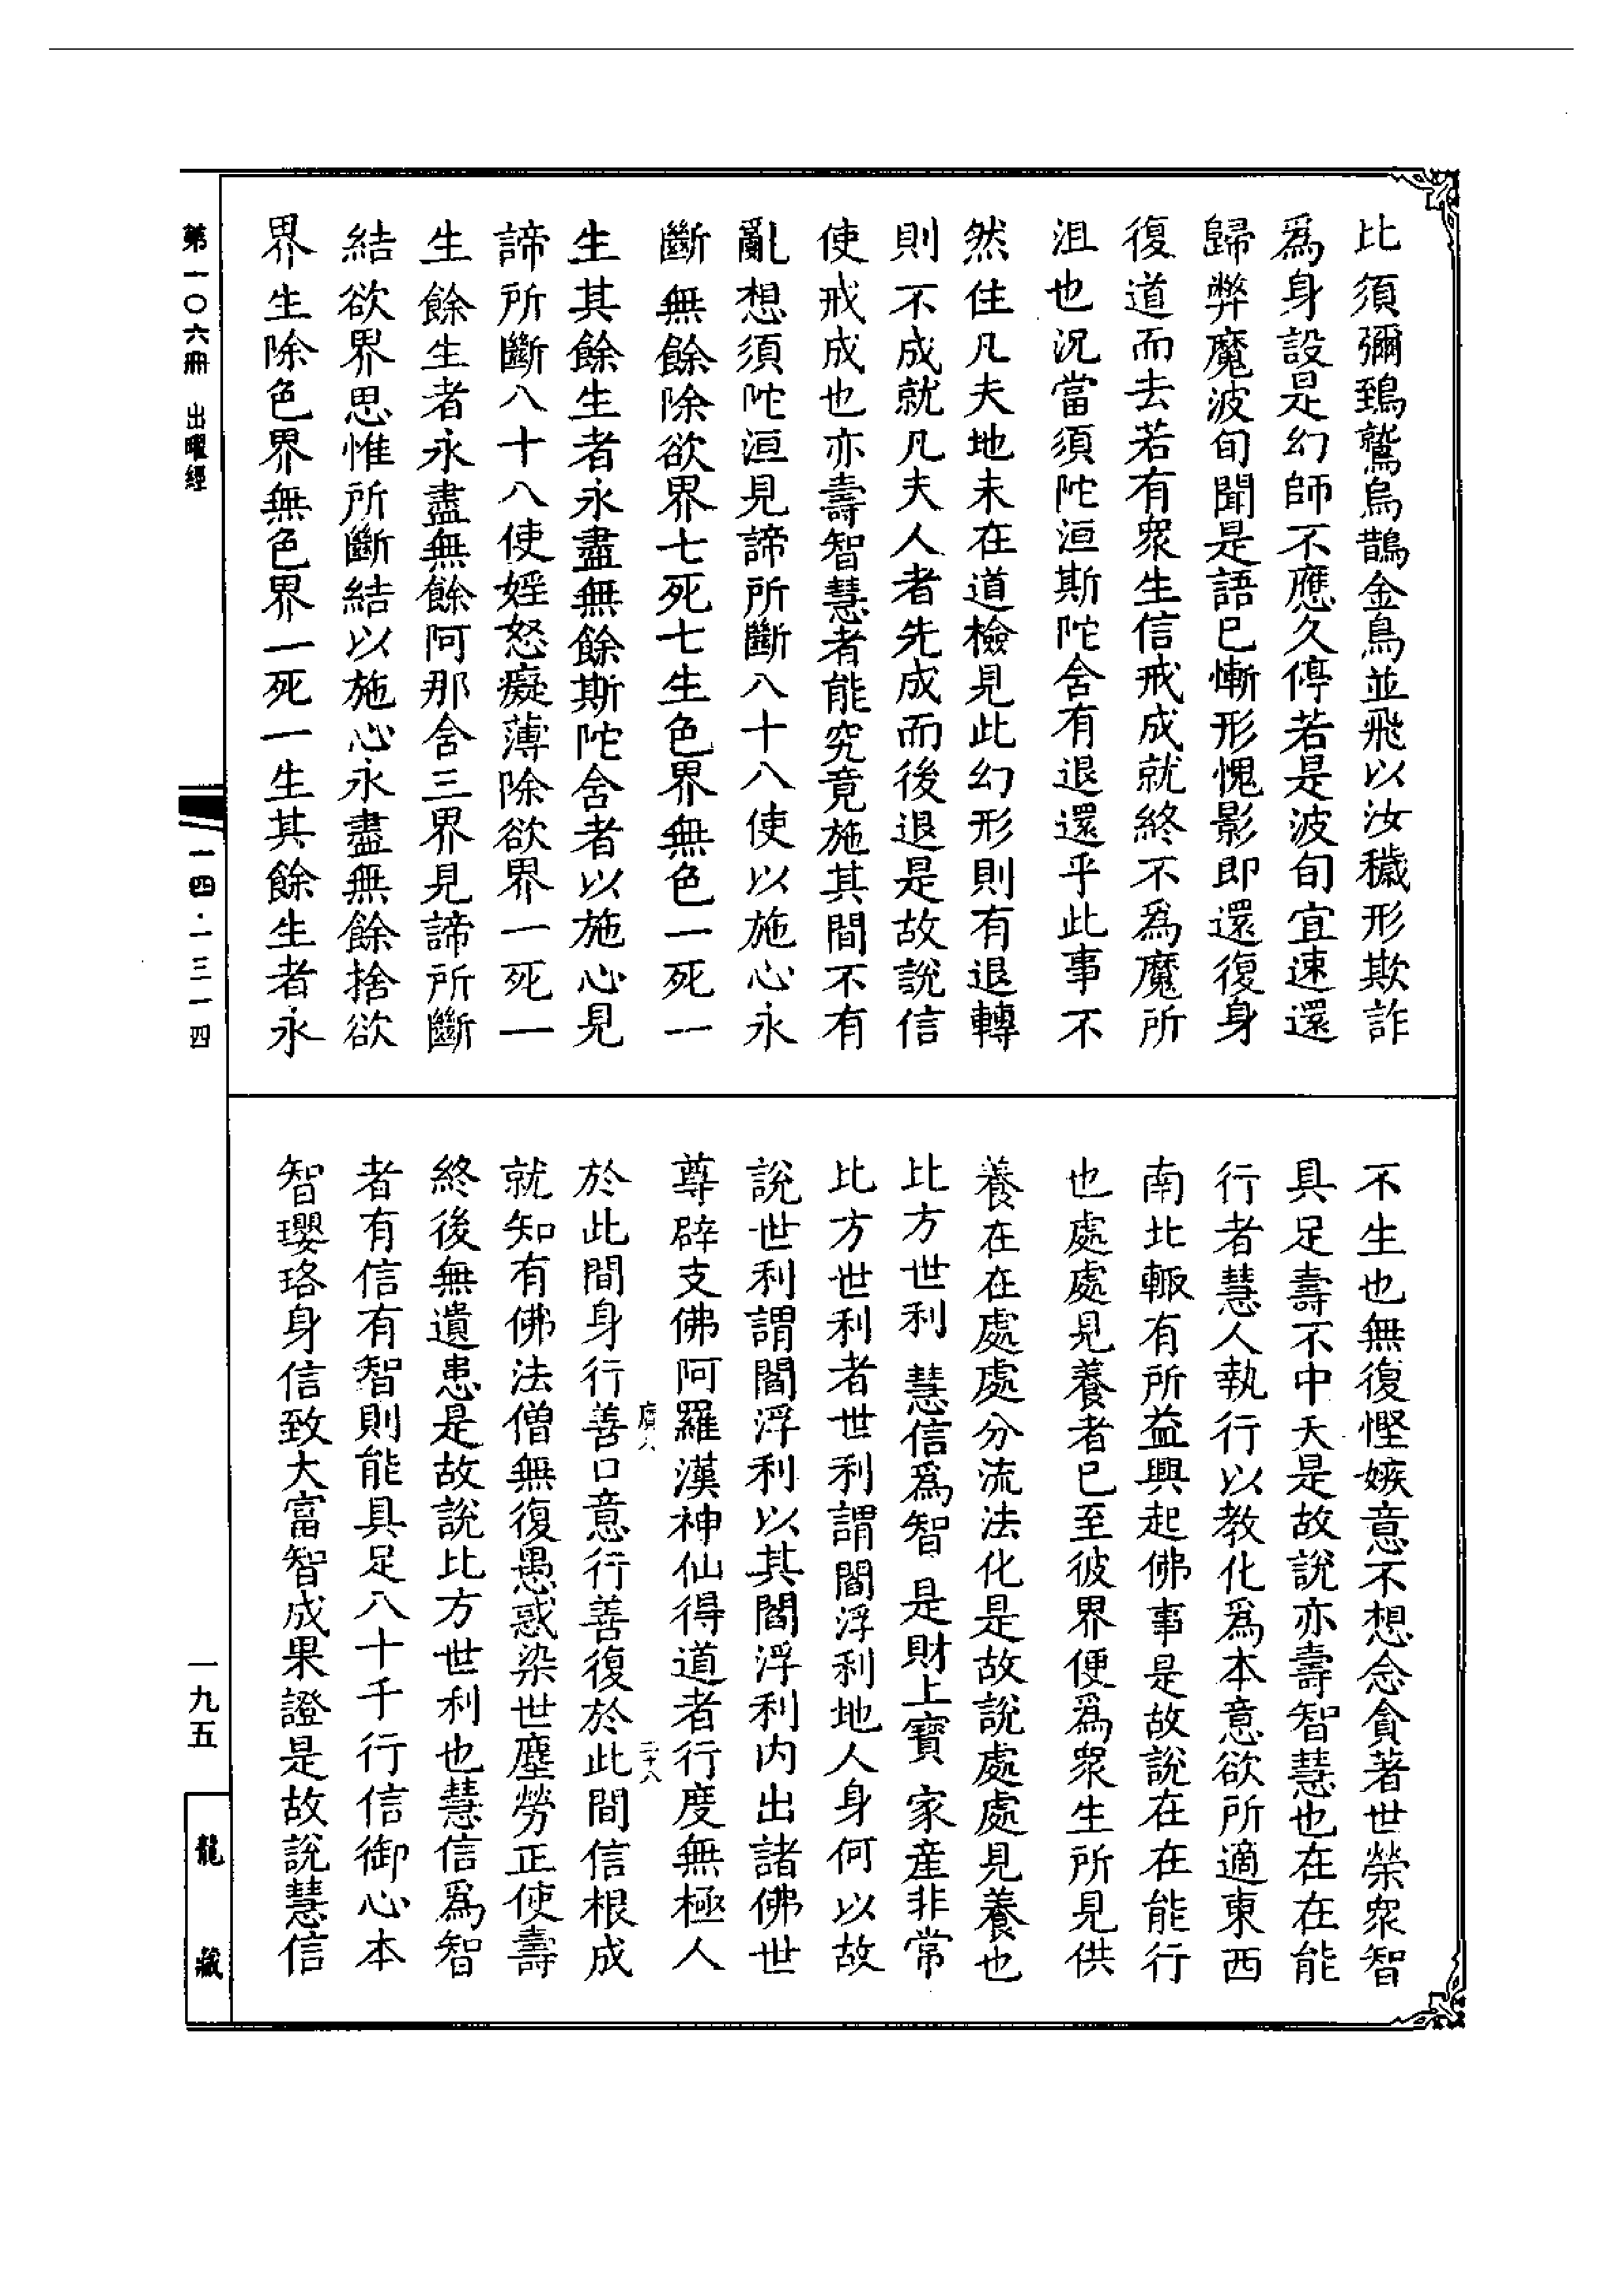 比須彌鵄鷲烏鵲金鳥並飛以汝穢形欺詐
爲身設是幻師不應久停若是波旬宜速還
歸弊魔波旬聞是語已慚形愧影即還復身
復道而去若有衆生信戒成就終不爲魔所
沮也況當須陀洹斯陀含有退還乎此事不
然住凡夫地未在道檢見此幻形則有退轉
則不成就凡夫人者先成而後退是故說信
使戒成也亦壽智慧者能究竟施其間不有
亂想須陀洹見諦所斷八十八使以施心永
斷無餘除欲界七死七生色界無色一死一
生其餘生者永盡無餘斯陀含者以施心見
諦所斷八十八使婬怒癡薄除欲界一死一
生餘生者永盡無餘阿那含三界見諦所斷
結欲界思惟所斷結以施心永盡無餘捨欲
界生除色界無色界一死一生其餘生者永
不生也無復慳嫉意不想念貪著世榮衆智
具足壽不中夭是故說亦壽智慧也在在能
行者慧人執行以教化爲本意欲所適東西
南北輙有所益興起佛事是故說在在能行
也處處見養者已至彼界便爲衆生所見供
養在在處處分流法化是故說處處見養也
比方世利 慧信爲智 是財上寶 家產非常
比方世利者世利謂閻浮利地人身何以故
說世利謂閻浮利以其閻浮利內出諸佛世
尊辟支佛阿羅漢神仙得道者行度無極人
二十八
於此間身行善口意行善復於此間信根成
就知有佛法僧無復愚惑染世塵勞正使壽
終後無遺患是故說比方世利也慧信爲智
者有信有智則能具足八十千行信御心本
智瓔珞身信致大富智成果證是故說慧信
第一〇六冊 出曜經
一四·一三一四
一九五
龍藏